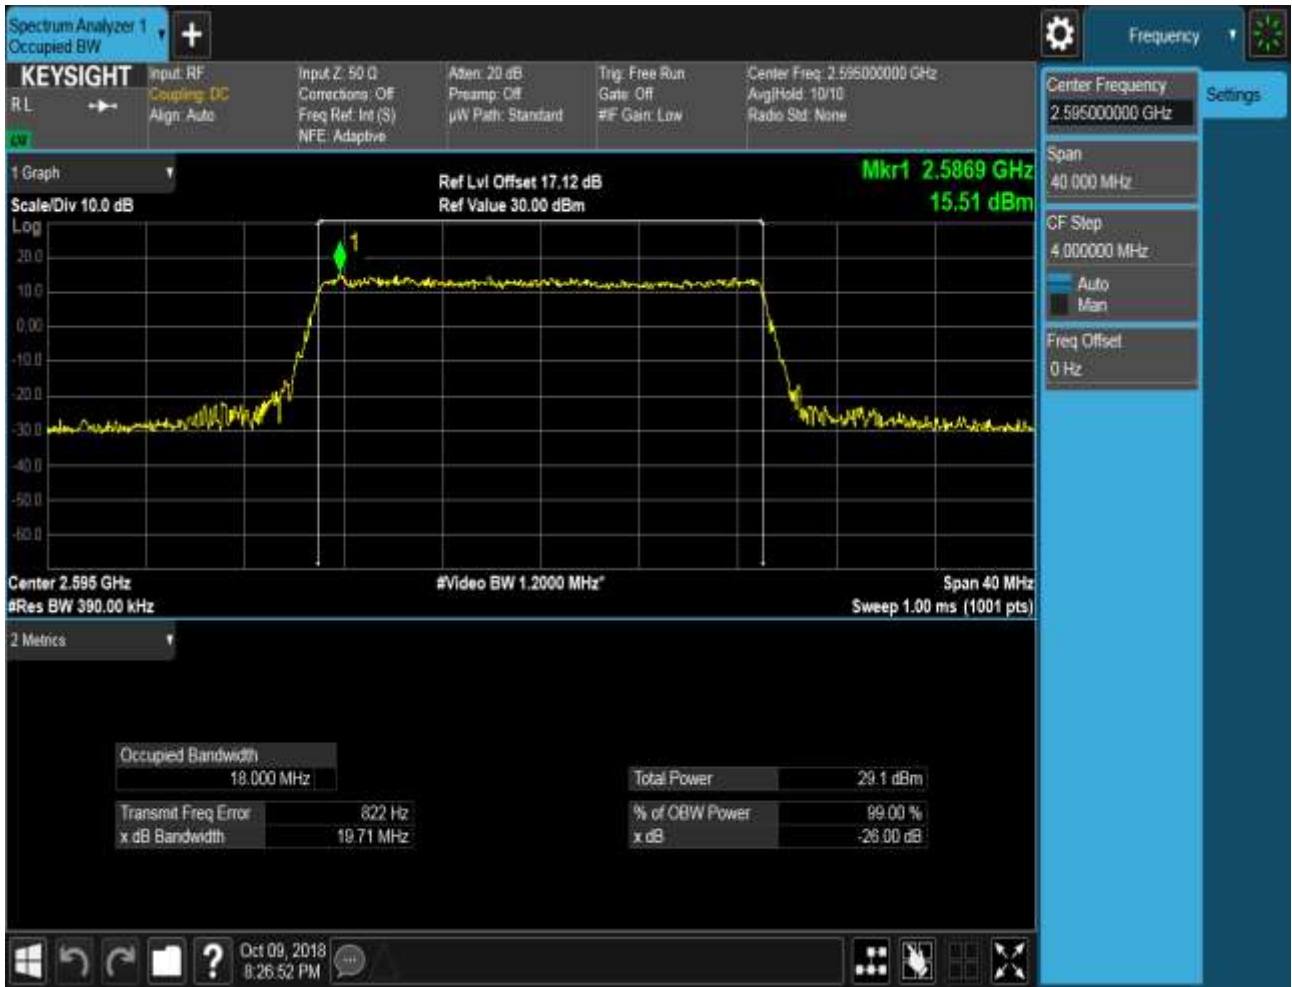 Spectrum Analyzer 1
Occupied BW
Frequency
KEYSIGHT
R L
Input: RF
Coupling: DC
Align: Auto
Input Z: 50 Ω
Corrections: Off
Freq Ref: Int (S)
NFE: Adaptive
Atten: 20 dB
Preamp: Off
µW Path: Standard
Trig: Free Run
Gate: Off
#IF Gain: Low
Center Freq: 2.595000000 GHz
Avg|Hold: 10/10
Radio Std: None
Center Frequency
2.595000000 GHz
Settings
Span
40.000 MHz
CF Step
4.000000 MHz
Auto
Man
Freq Offset
0 Hz
1 Graph
Scale/Div 10.0 dB
Ref Lvl Offset 17.12 dB
Ref Value 30.00 dBm
Mkr1 2.5869 GHz
15.51 dBm
Log
1
20.0
10.0
0.00
-10.0
-20.0
-30.0
-40.0
-50.0
-60.0
Center 2.595 GHz
#Video BW 1.2000 MHz*
Span 40 MHz
#Res BW 390.00 kHz
Sweep 1.00 ms (1001 pts)
2 Metrics
Occupied Bandwidth
18.000 MHz
Total Power 29.1 dBm
Transmit Freq Error 822 Hz
% of OBW Power 99.00 %
x dB Bandwidth 19.71 MHz
x dB -26.00 dB
?
Oct 09, 2018
8:26:52 PM